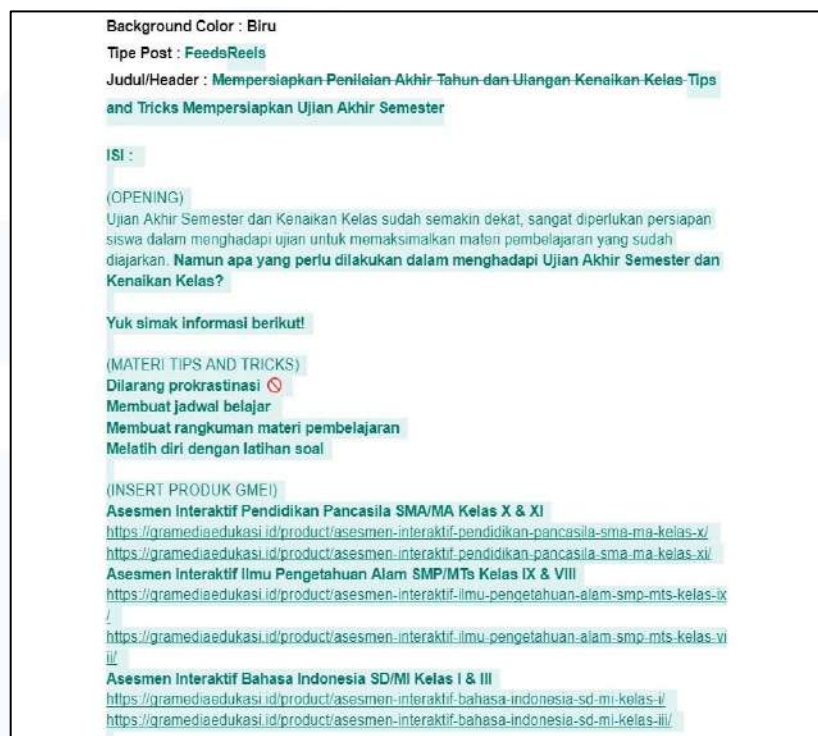 Background Color : Biru
Tipe Post : FeedsReels
Judul/Header : Mempersiapkan Penilaian Akhir Tahun dan Ulangan Kenaikan Kelas Tips
and Tricks Mempersiapkan Ujian Akhir Semester
ISI :
(OPENING)
Ujian Akhir Semester dan Kenaikan Kelas sudah semakin dekat, sangat diperlukan persiapan
siswa dalam menghadapi ujian untuk memaksimalkan materi pembelajaran yang sudah
diajarkan. Namun apa yang perlu dilakukan dalam menghadapi Ujian Akhir Semester dan
Kenaikan Kelas?
Yuk simak informasi berikut!
(MATERI TIPS AND TRICKS)
Dilarang prokrastinasi 🚫
Membuat jadwal belajar
Membuat rangkuman materi pembelajaran
Melatih diri dengan latihan soal
(INSERT PRODUK GMEI)
Asesmen Interaktif Pendidikan Pancasila SMA/MA Kelas X & XI
https://gramediaedukasi.id/product/asesmen-interaktif-pendidikan-pancasila-sma-ma-kelas-x/
https://gramediaedukasi.id/product/asesmen-interaktif-pendidikan-pancasila-sma-ma-kelas-xi/
Asesmen Interaktif Ilmu Pengetahuan Alam SMP/MTs Kelas IX & VIII
https://gramediaedukasi.id/product/asesmen-interaktif-ilmu-pengetahuan-alam-smp-mts-kelas-ix
/
https://gramediaedukasi.id/product/asesmen-interaktif-ilmu-pengetahuan-alam-smp-mts-kelas-vi
ii/
Asesmen Interaktif Bahasa Indonesia SD/MI Kelas I & III
https://gramediaedukasi.id/product/asesmen-interaktif-bahasa-indonesia-sd-mi-kelas-i/
https://gramediaedukasi.id/product/asesmen-interaktif-bahasa-indonesia-sd-mi-kelas-iii/